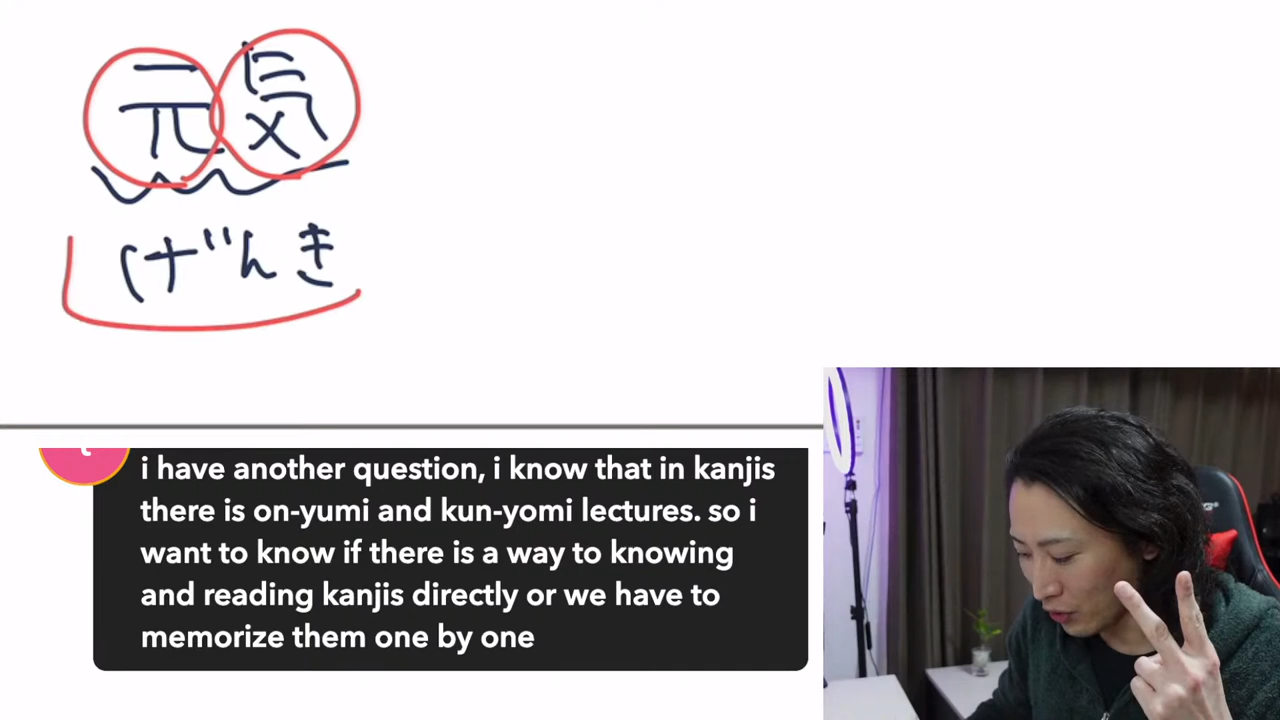 元気
げんき
i have another question, i know that in kanjis
there is on-yumi and kun-yomi lectures. so i
want to know if there is a way to knowing
and reading kanjis directly or we have to
memorize them one by one